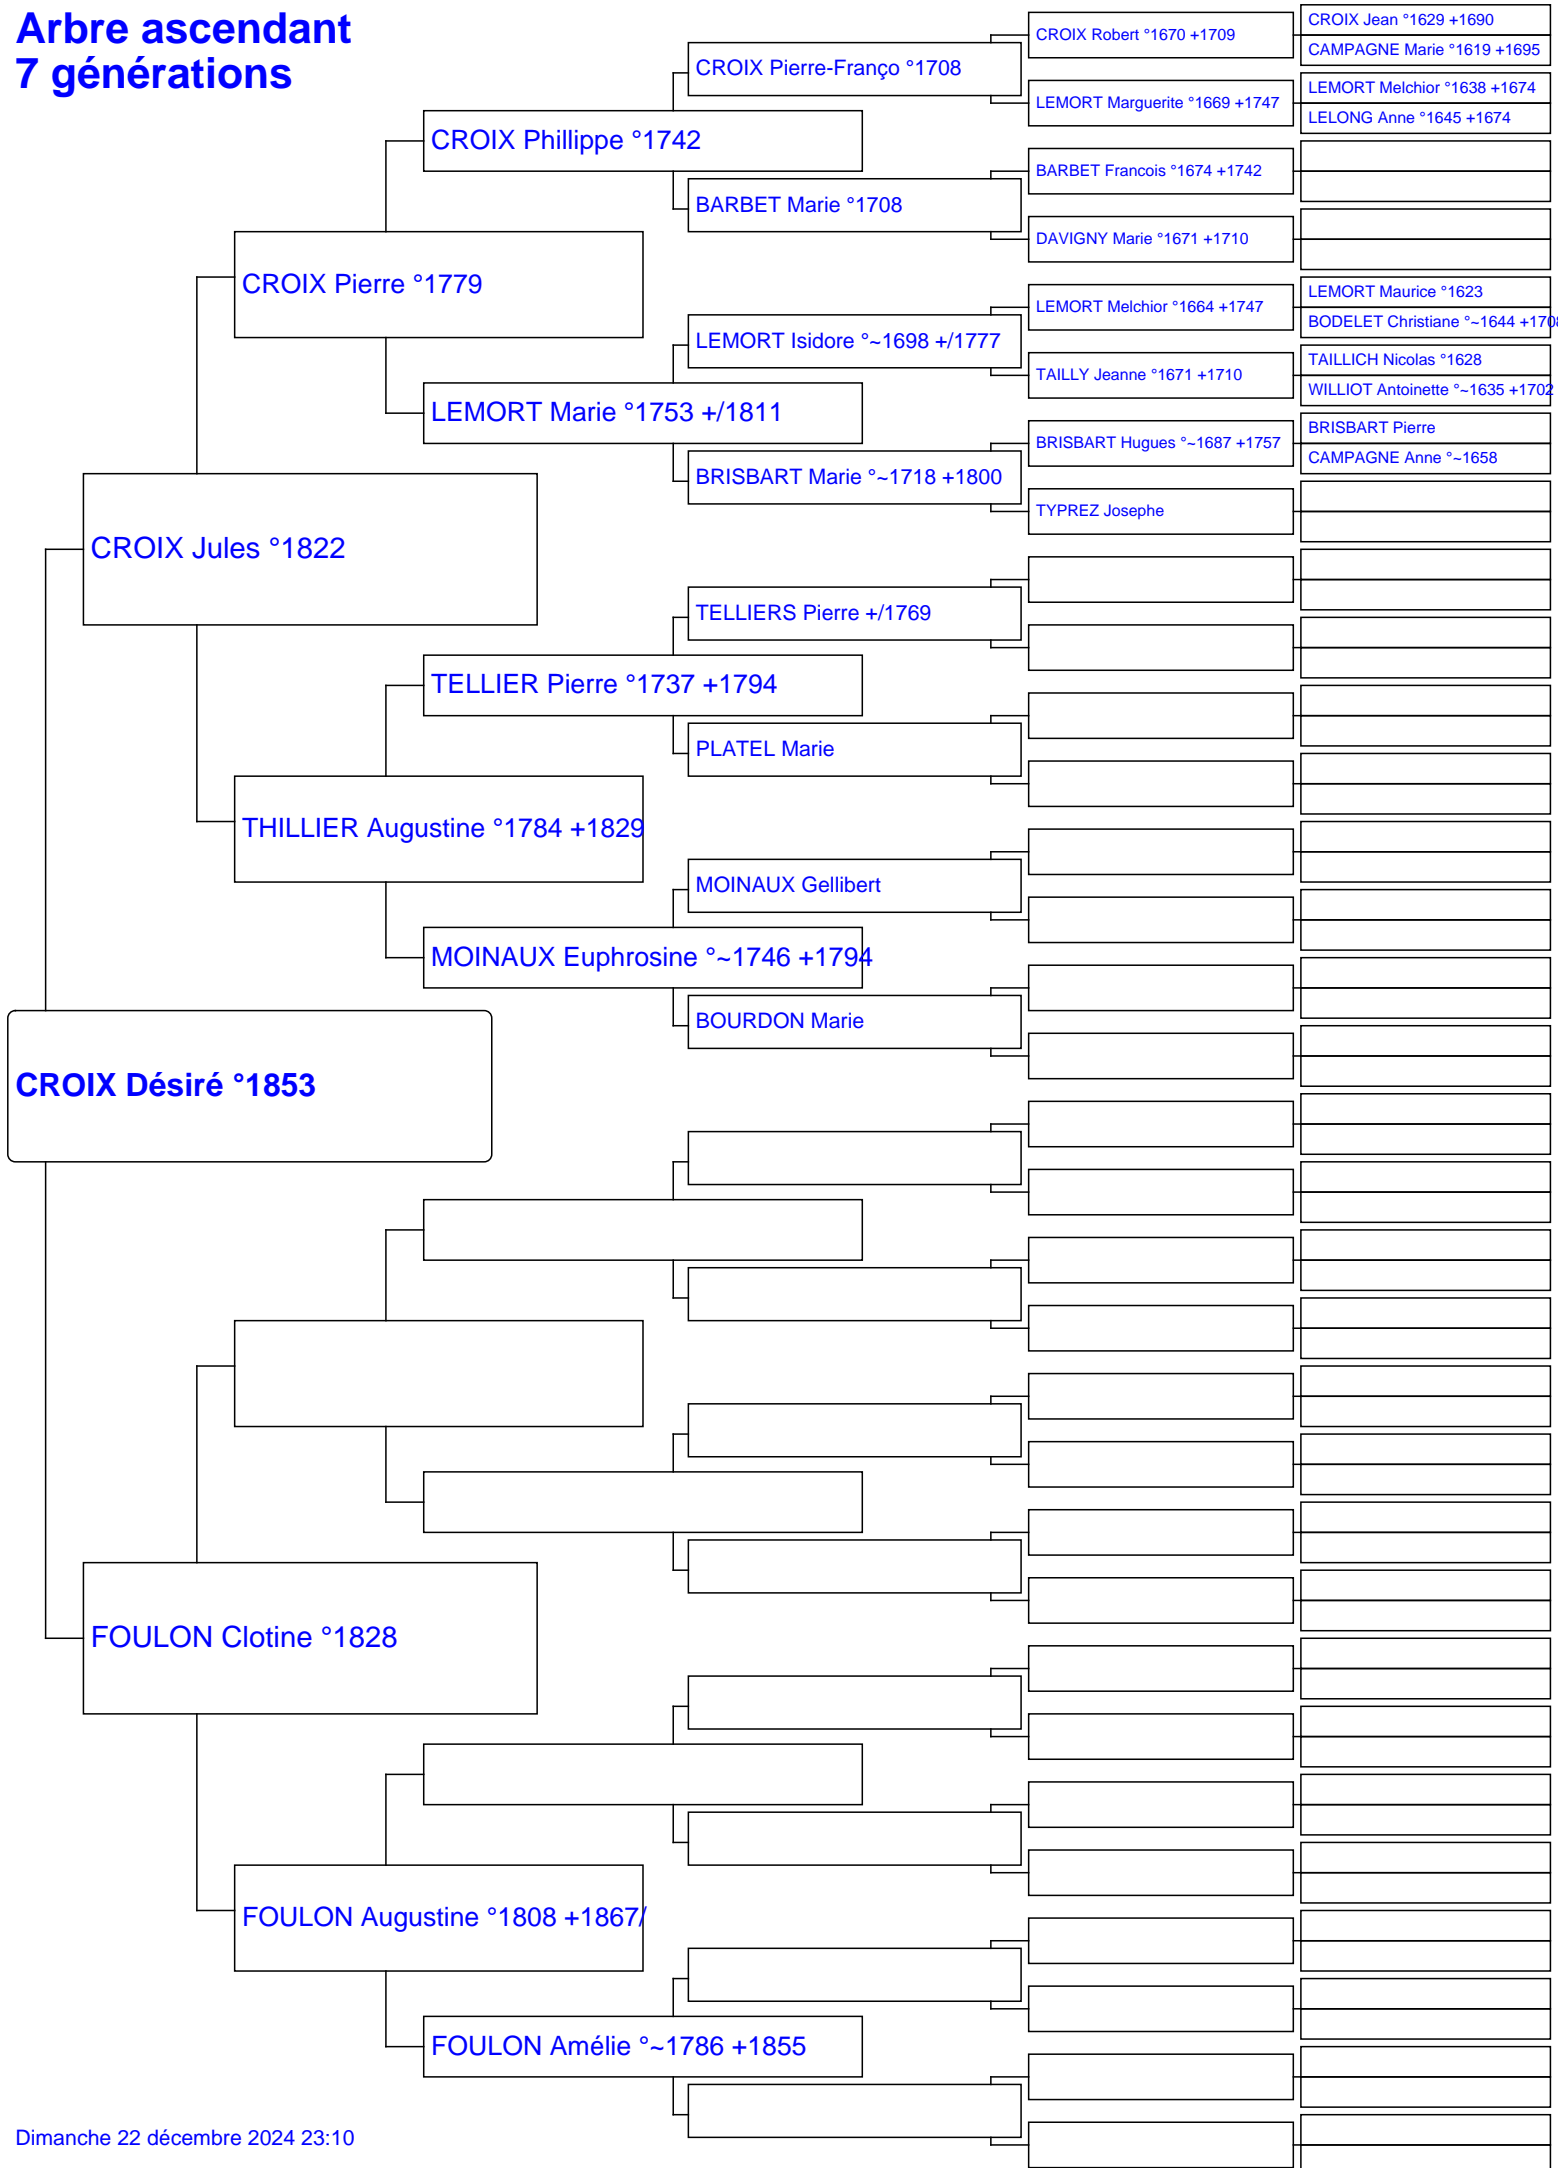 Arbre ascendant
7 générations
CROIX Désiré °1853
CROIX Jules °1822
FOULON Clotine °1828
CROIX Pierre °1779
THILLIER Augustine °1784 +1829
FOULON Augustine °1808 +1867/
CROIX Phillippe °1742
LEMORT Marie °1753 +/1811
TELLIER Pierre °1737 +1794
MOINAUX Euphrosine °~1746 +1794
FOULON Amélie °~1786 +1855
CROIX Pierre-Franço °1708
BARBET Marie °1708
LEMORT Isidore °~1698 +/1777
BRISBART Marie °~1718 +1800
TELLIERS Pierre +/1769
PLATEL Marie
MOINAUX Gellibert
BOURDON Marie
CROIX Robert °1670 +1709
LEMORT Marguerite °1669 +1747
BARBET Francois °1674 +1742
DAVIGNY Marie °1671 +1710
LEMORT Melchior °1664 +1747
TAILLY Jeanne °1671 +1710
BRISBART Hugues °~1687 +1757
TYPREZ Josephe
CROIX Jean °1629 +1690
CAMPAGNE Marie °1619 +1695
LEMORT Melchior °1638 +1674
LELONG Anne °1645 +1674
LEMORT Maurice °1623
BODELET Christiane °~1644 +1708
TAILLICH Nicolas °1628
WILLIOT Antoinette °~1635 +1702
BRISBART Pierre
CAMPAGNE Anne °~1658
Dimanche 22 décembre 2024 23:10